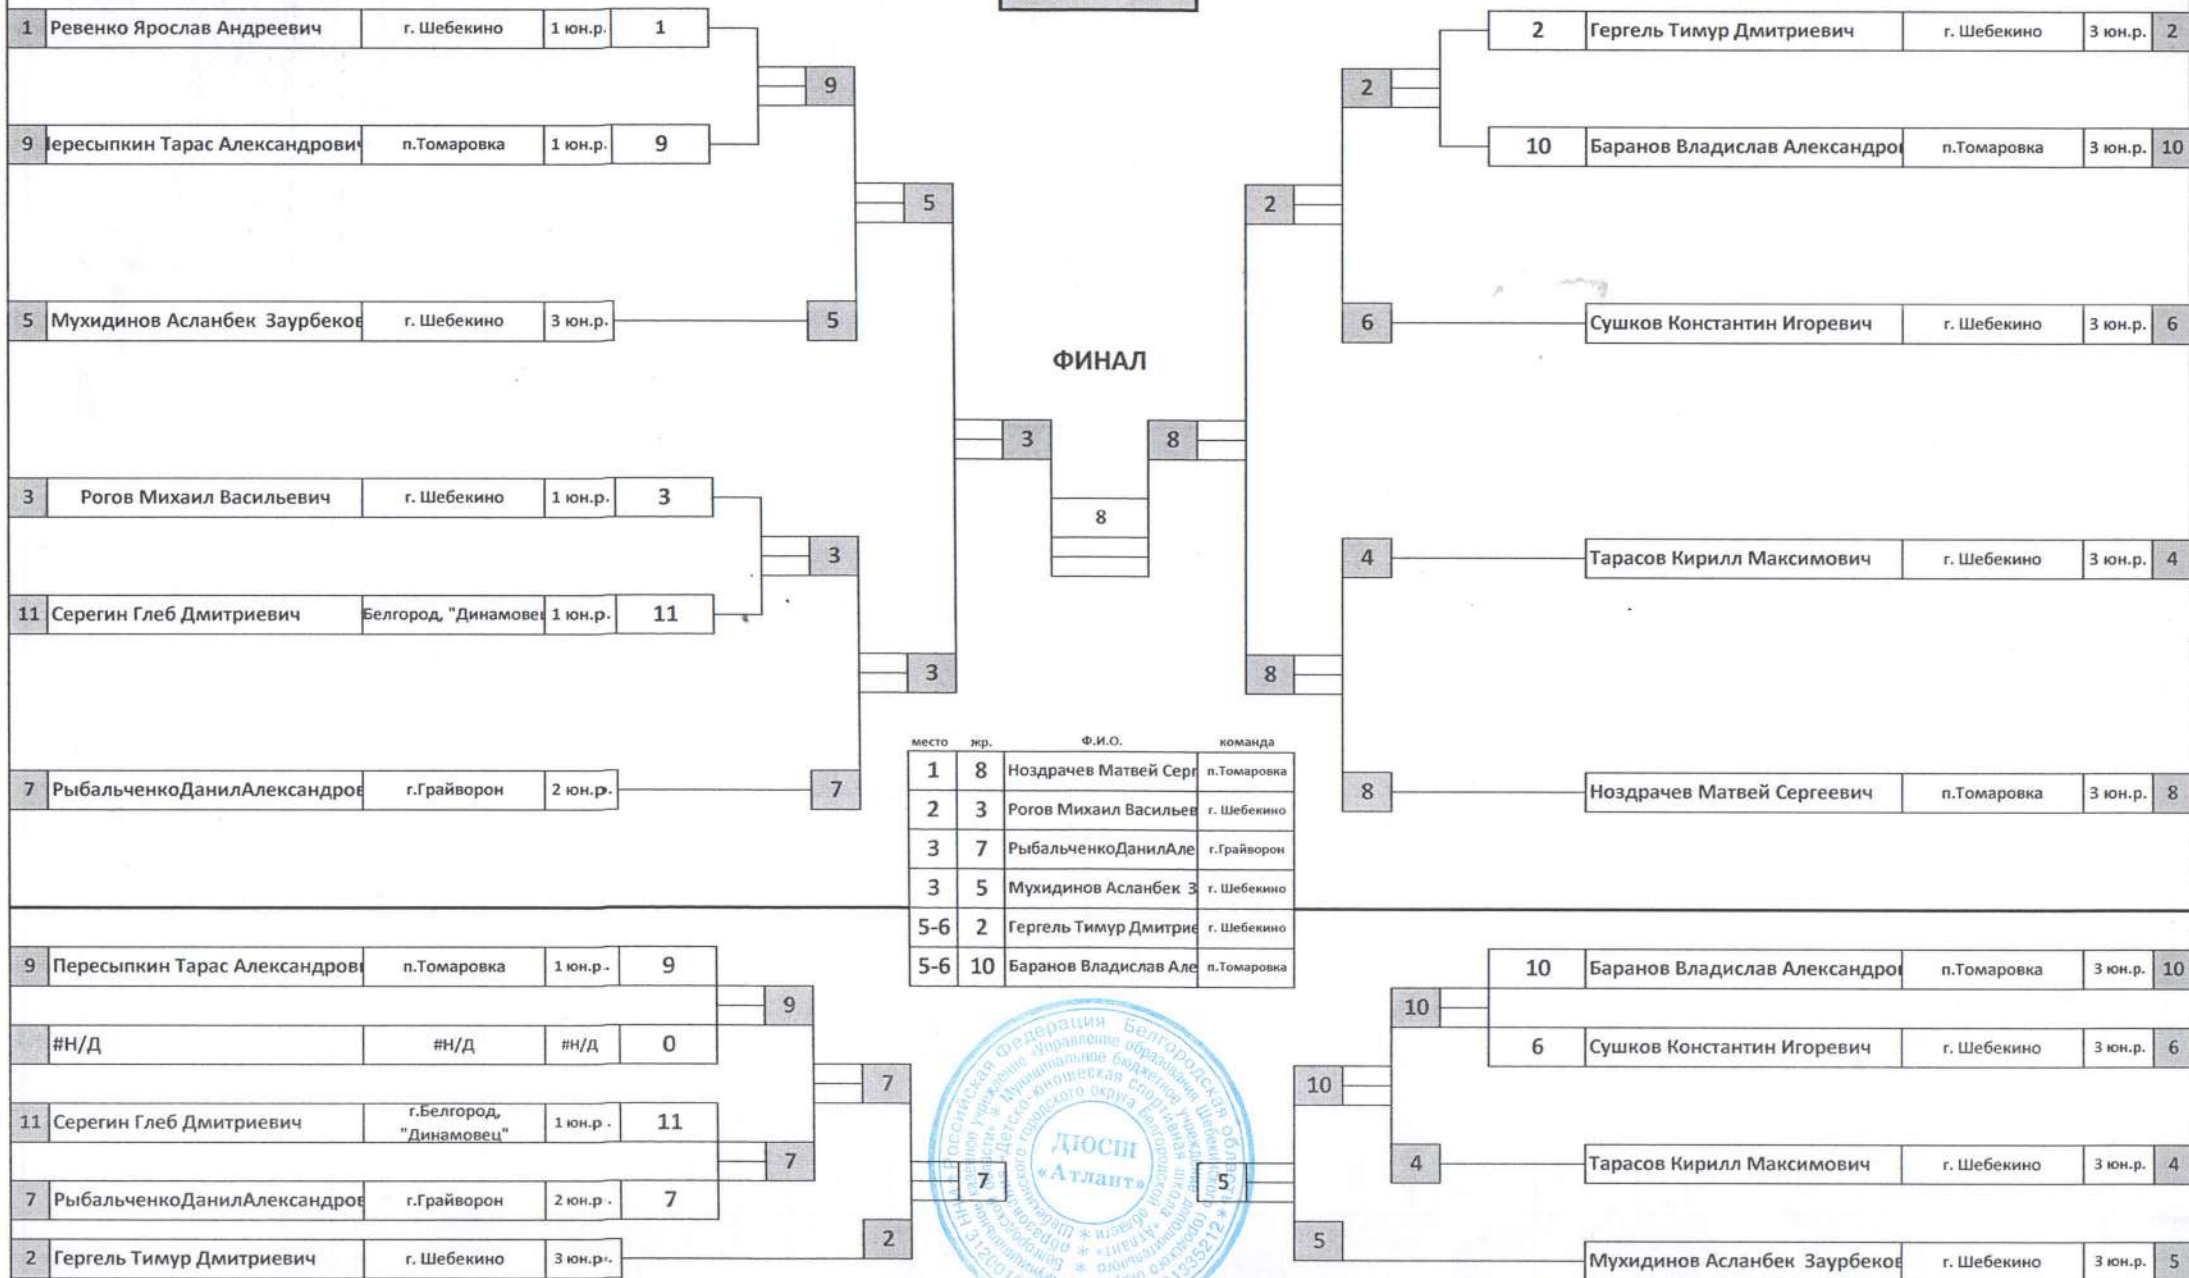 1 Ревенко Ярослав Андреевич г. Шебекино 1 юн.р. 1
2 Гергель Тимур Дмитриевич г. Шебекино 3 юн.р. 2
9
2
9 ересыпкин Тарас Александрович п.Томаровка 1 юн.р. 9
10 Баранов Владислав Александро п.Томаровка 3 юн.р. 10
5
2
5 Мухидинов Асланбек Заурбеков г. Шебекино 3 юн.р. 5
6 Сушков Константин Игоревич г. Шебекино 3 юн.р. 6
ФИНАЛ
3 8
3 Рогов Михаил Васильевич г. Шебекино 1 юн.р. 3
8
3
4 Тарасов Кирилл Максимович г. Шебекино 3 юн.р. 4
11 Серегин Глеб Дмитриевич Белгород, "Динамовец 1 юн.р. 11
3
8
7 РыбальченкоДанилАлександров г.Грайворон 2 юн.р. 7
8 Ноздрачев Матвей Сергеевич п.Томаровка 3 юн.р. 8
место жр. Ф.И.О. команда
1 8 Ноздрачев Матвей Серг п.Томаровка
2 3 Рогов Михаил Васильев г. Шебекино
3 7 РыбальченкоДанилАле г.Грайворон
3 5 Мухидинов Асланбек З г. Шебекино
5-6 2 Гергель Тимур Дмитрие г. Шебекино
5-6 10 Баранов Владислав Але п.Томаровка
9 Пересыпкин Тарас Александрови п.Томаровка 1 юн.р. 9
10 Баранов Владислав Александро п.Томаровка 3 юн.р. 10
9
10
#Н/Д #Н/Д #Н/Д 0
6 Сушков Константин Игоревич г. Шебекино 3 юн.р. 6
7
10
11 Серегин Глеб Дмитриевич г.Белгород, "Динамовец" 1 юн.р. 11
7
4 Тарасов Кирилл Максимович г. Шебекино 3 юн.р. 4
7
5
7 РыбальченкоДанилАлександров г.Грайворон 2 юн.р. 7
2
5
2 Гергель Тимур Дмитриевич г. Шебекино 3 юн.р.
Мухидинов Асланбек Заурбеков г. Шебекино 3 юн.р. 5
Российская Федерация Белгородская область
ДЮСШ
«Атлант»